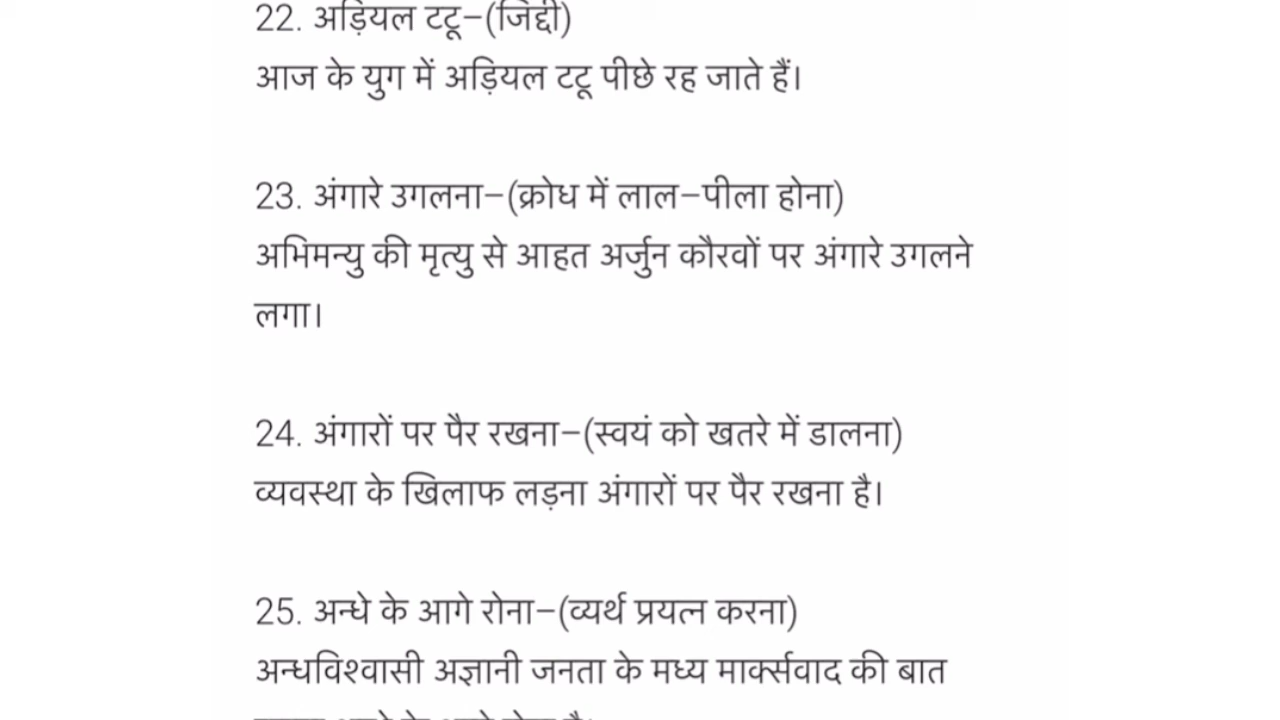 22. अड़ियल टटू–(जिद्दी)
आज के युग में अड़ियल टटू पीछे रह जाते हैं।
23. अंगारे उगलना–(क्रोध में लाल–पीला होना)
अभिमन्यु की मृत्यु से आहत अर्जुन कौरवों पर अंगारे उगलने
लगा।
24. अंगारों पर पैर रखना–(स्वयं को खतरे में डालना)
व्यवस्था के खिलाफ लड़ना अंगारों पर पैर रखना है।
25. अन्धे के आगे रोना–(व्यर्थ प्रयत्न करना)
अन्धविश्वासी अज्ञानी जनता के मध्य मार्क्सवाद की बात